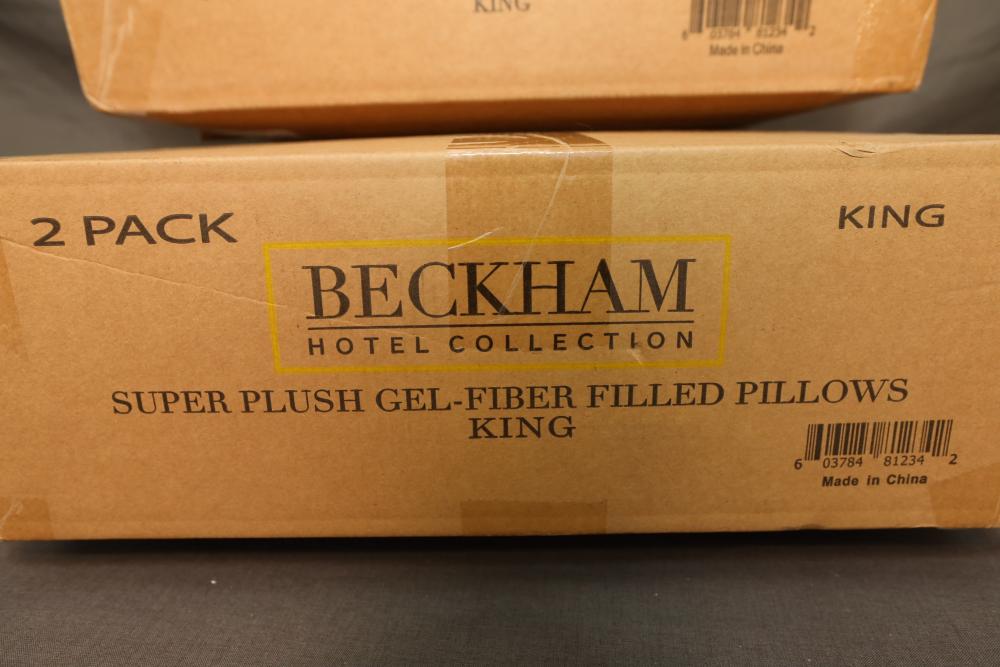 KING
6 03784 81234 2
Made in China
2 PACK
KING
BECKHAM
HOTEL COLLECTION
SUPER PLUSH GEL-FIBER FILLED PILLOWS
KING
6 03784 81234 2
Made in China